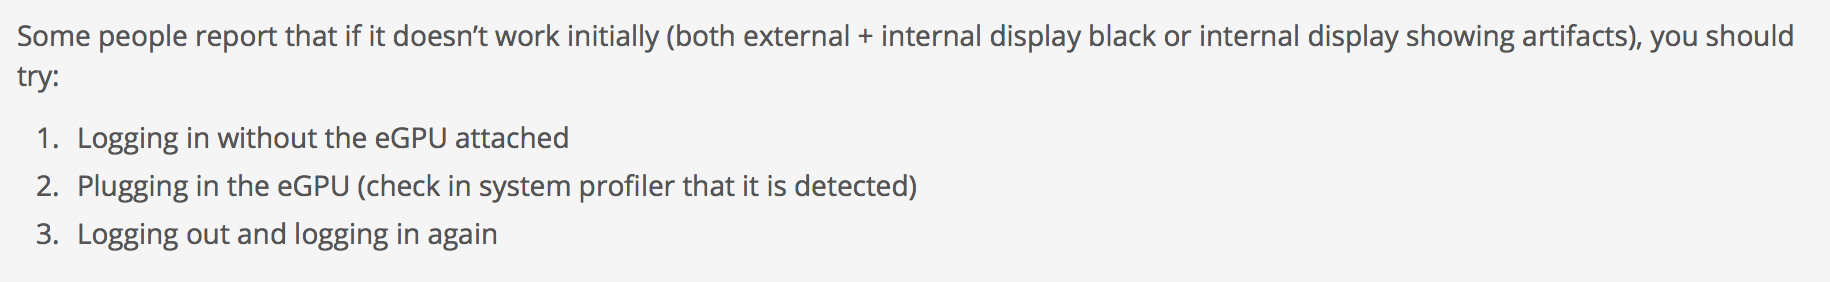 Some people report that if it doesn’t work initially (both external + internal display black or internal display showing artifacts), you should
try:
1. Logging in without the eGPU attached
2. Plugging in the eGPU (check in system profiler that it is detected)
3. Logging out and logging in again